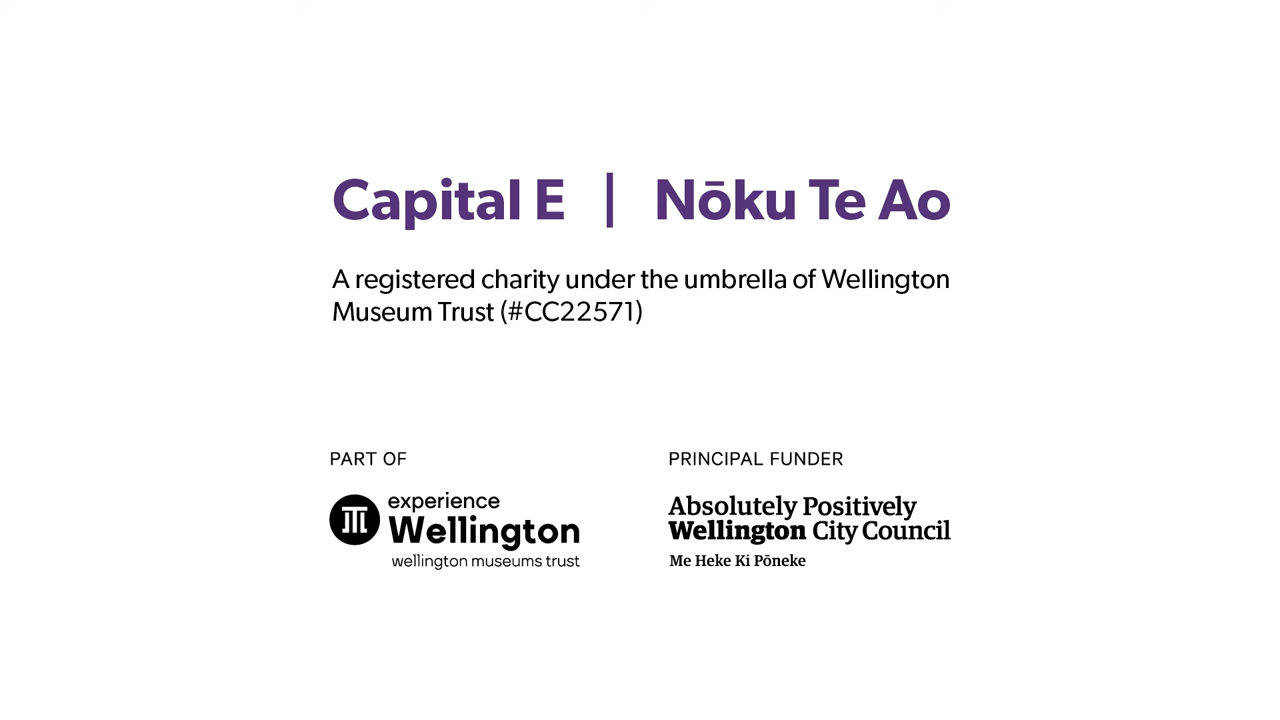 Capital E | Nōku Te Ao
A registered charity under the umbrella of Wellington
Museum Trust (#CC22571)
PART OF
experience
Wellington
wellington museums trust
PRINCIPAL FUNDER
Absolutely Positively
Wellington City Council
Me Heke Ki Pōneke